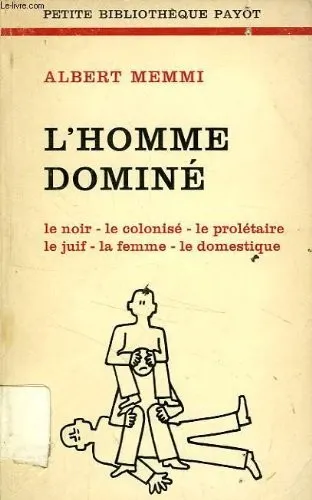 © Le-livre.com
PETITE BIBLIOTHÈQUE PAYOT
ALBERT MEMMI
L'HOMME
DOMINÉ
le noir - le colonisé - le prolétaire
le juif - la femme - le domestique